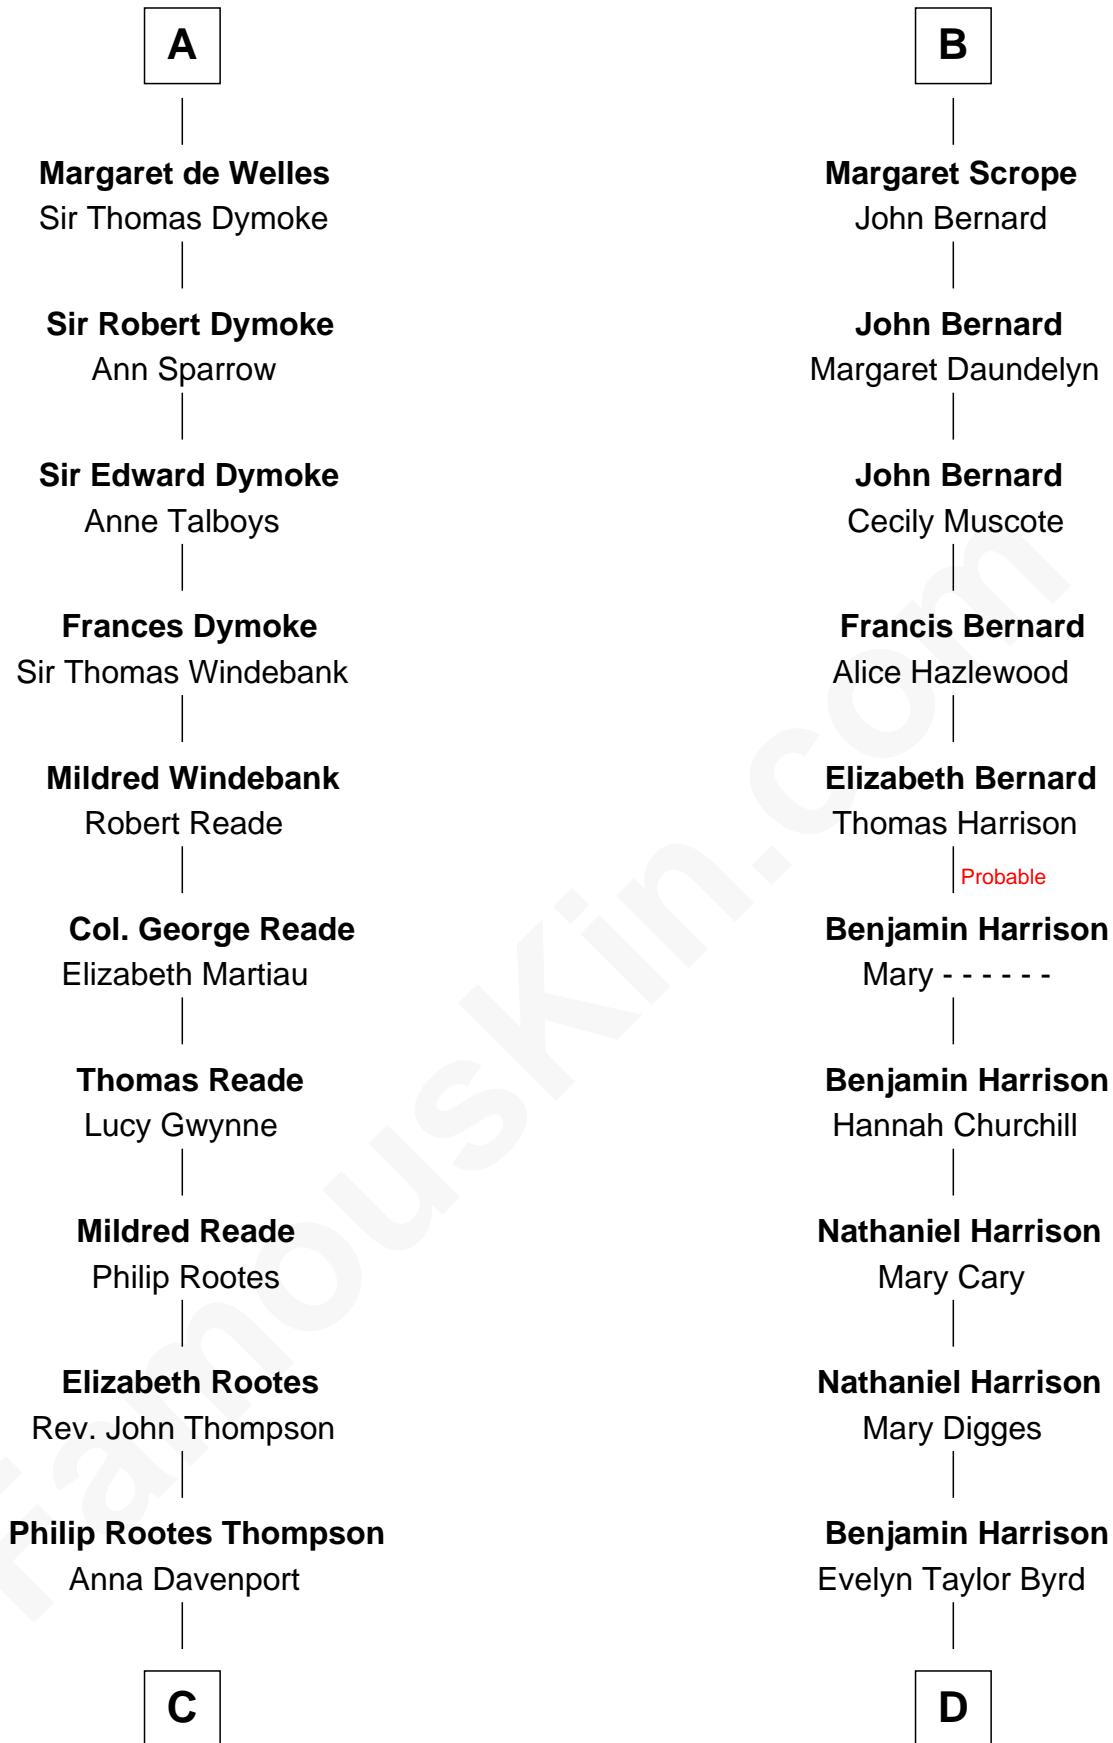 A
Margaret de Welles
Sir Thomas Dymoke
Sir Robert Dymoke
Ann Sparrow
Sir Edward Dymoke
Anne Talboys
Frances Dymoke
Sir Thomas Windebank
Mildred Windebank
Robert Reade
Col. George Reade
Elizabeth Martiau
Thomas Reade
Lucy Gwynne
Mildred Reade
Philip Rootes
Elizabeth Rootes
Rev. John Thompson
Philip Rootes Thompson
Anna Davenport
C
B
Margaret Scrope
John Bernard
John Bernard
Margaret Daundelyn
John Bernard
Cecily Muscote
Francis Bernard
Alice Hazlewood
Elizabeth Bernard
Thomas Harrison
Probable
Benjamin Harrison
Mary - - - - - -
Benjamin Harrison
Hannah Churchill
Nathaniel Harrison
Mary Cary
Nathaniel Harrison
Mary Digges
Benjamin Harrison
Evelyn Taylor Byrd
D
FamousKin.com